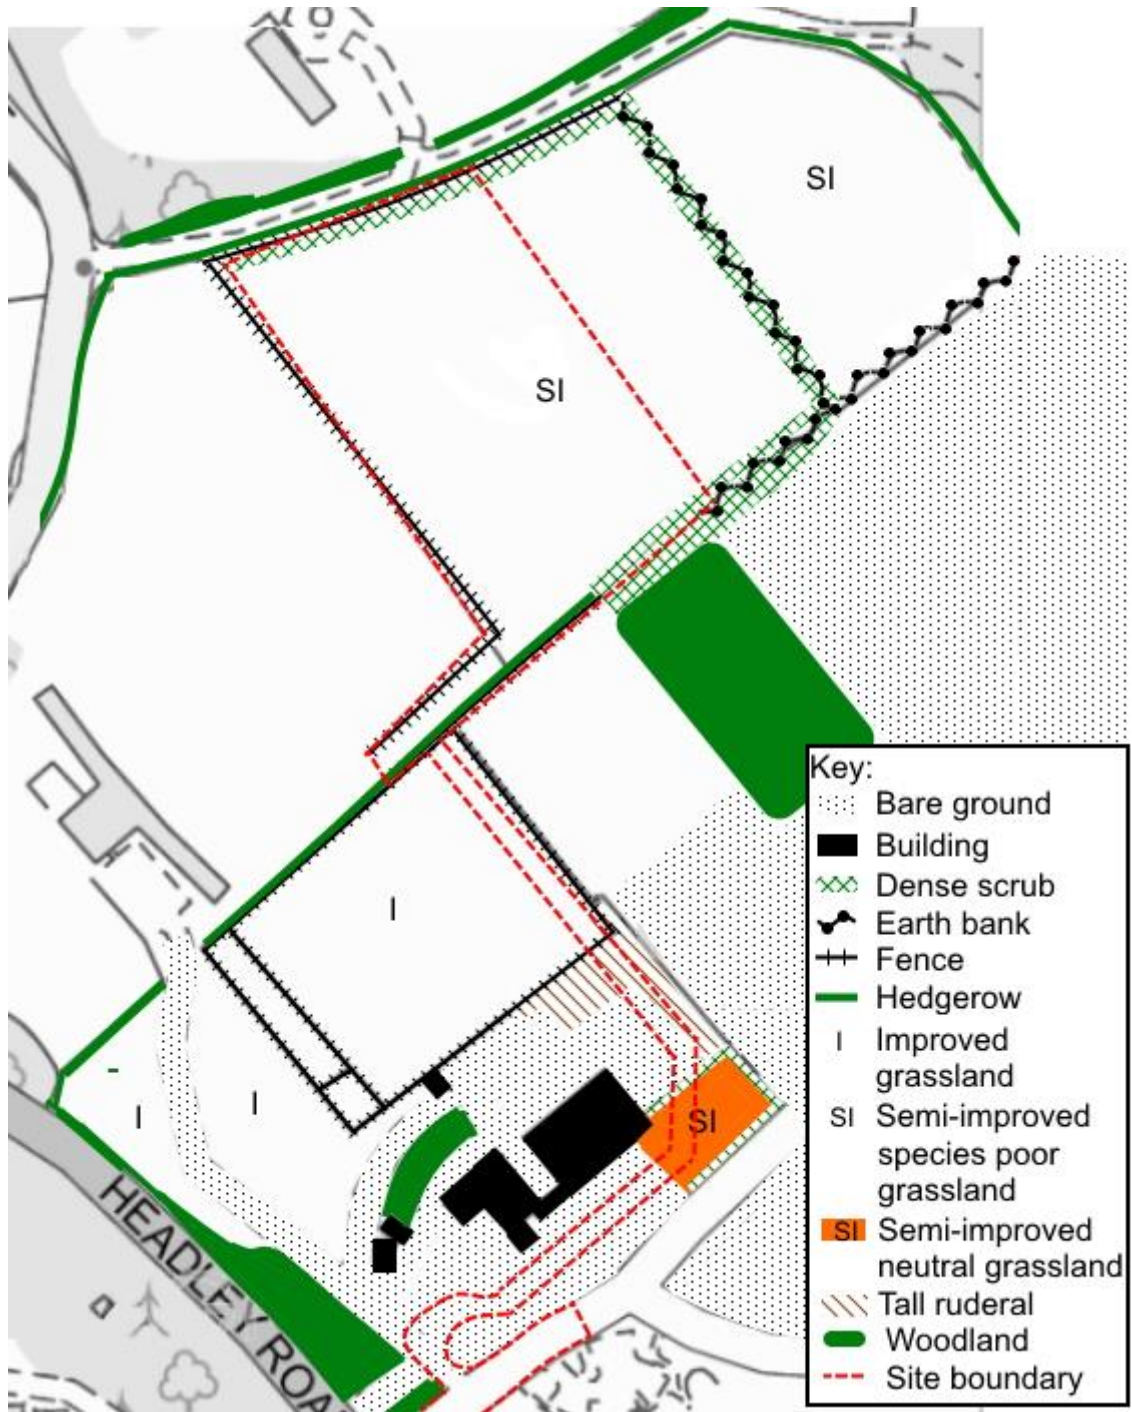 SI
SI
I
I
I
SI
HEADLEY ROA
Key:
Bare ground
Building
Dense scrub
Earth bank
Fence
Hedgerow
I Improved
grassland
SI Semi-improved
species poor
grassland
SI Semi-improved
neutral grassland
Tall ruderal
Woodland
Site boundary